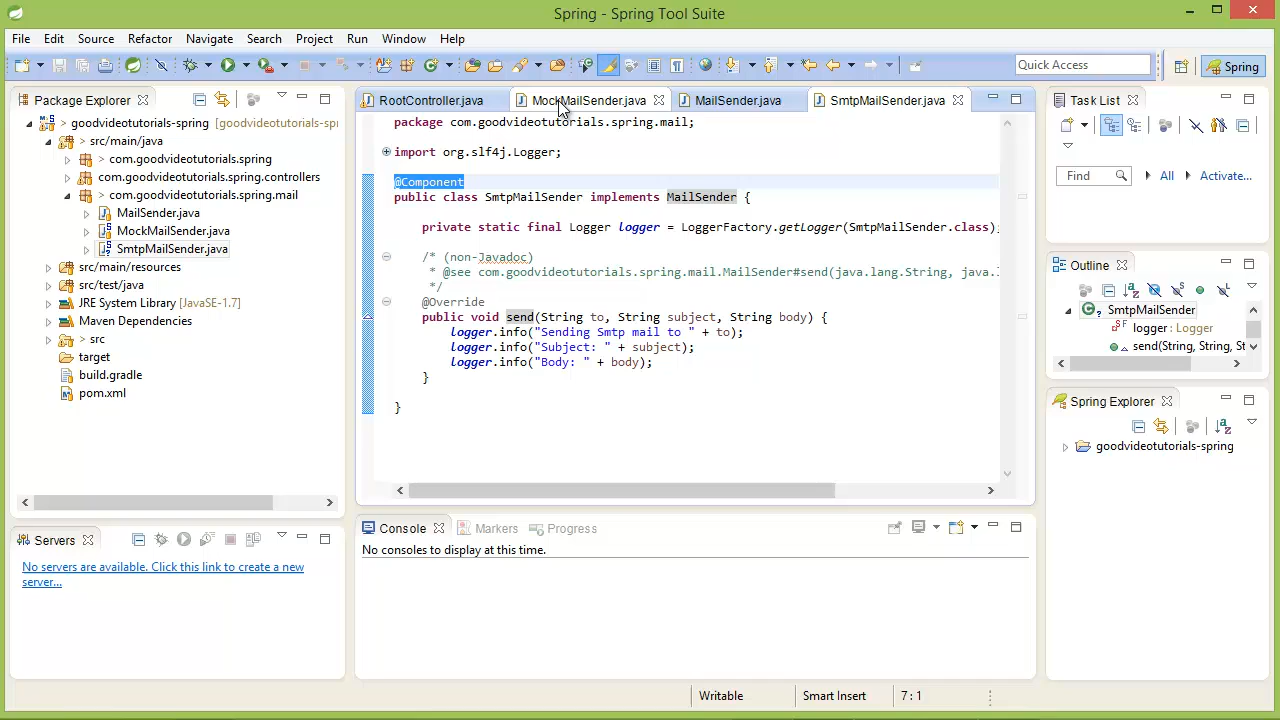 Spring - Spring Tool Suite
File Edit Source Refactor Navigate Search Project Run Window Help
Quick Access
Spring
Package Explorer
goodvideotutorials-spring [goodvideotutorials-spri
src/main/java
com.goodvideotutorials.spring
com.goodvideotutorials.spring.controllers
> com.goodvideotutorials.spring.mail
MailSender.java
MockMailSender.java
SmtpMailSender.java
src/main/resources
src/test/java
JRE System Library [JavaSE-1.7]
Maven Dependencies
> src
target
build.gradle
pom.xml
Servers
No servers are available. Click this link to create a new
server...
RootController.java MockMailSender.java MailSender.java SmtpMailSender.java
package com.goodvideotutorials.spring.mail;
import org.slf4j.Logger;
@Component
public class SmtpMailSender implements MailSender {
private static final Logger logger = LoggerFactory.getLogger(SmtpMailSender.class);
/* (non-Javadoc)
* @see com.goodvideotutorials.spring.mail.MailSender#send(java.lang.String, java.l
*/
@Override
public void send(String to, String subject, String body) {
logger.info("Sending Smtp mail to " + to);
logger.info("Subject: " + subject);
logger.info("Body: " + body);
}
}
Console Markers Progress
No consoles to display at this time.
Task List
Find All Activate...
Outline
SmtpMailSender
logger : Logger
send(String, String, St
Spring Explorer
goodvideotutorials-spring
Writable Smart Insert 7 : 1